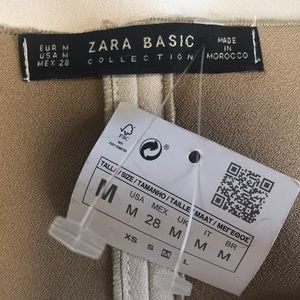 EUR M
USA M
MEX 28
ZARA BASIC
COLLECTION
MADE IN
MOROCCO
FSC
TALLA/SIZE/TAMANHO/TAILLE/MAAT/ΜΕΓΕΘΟΣ
M
USA MEX UK IT BR
M 28 M M M
XS S M L